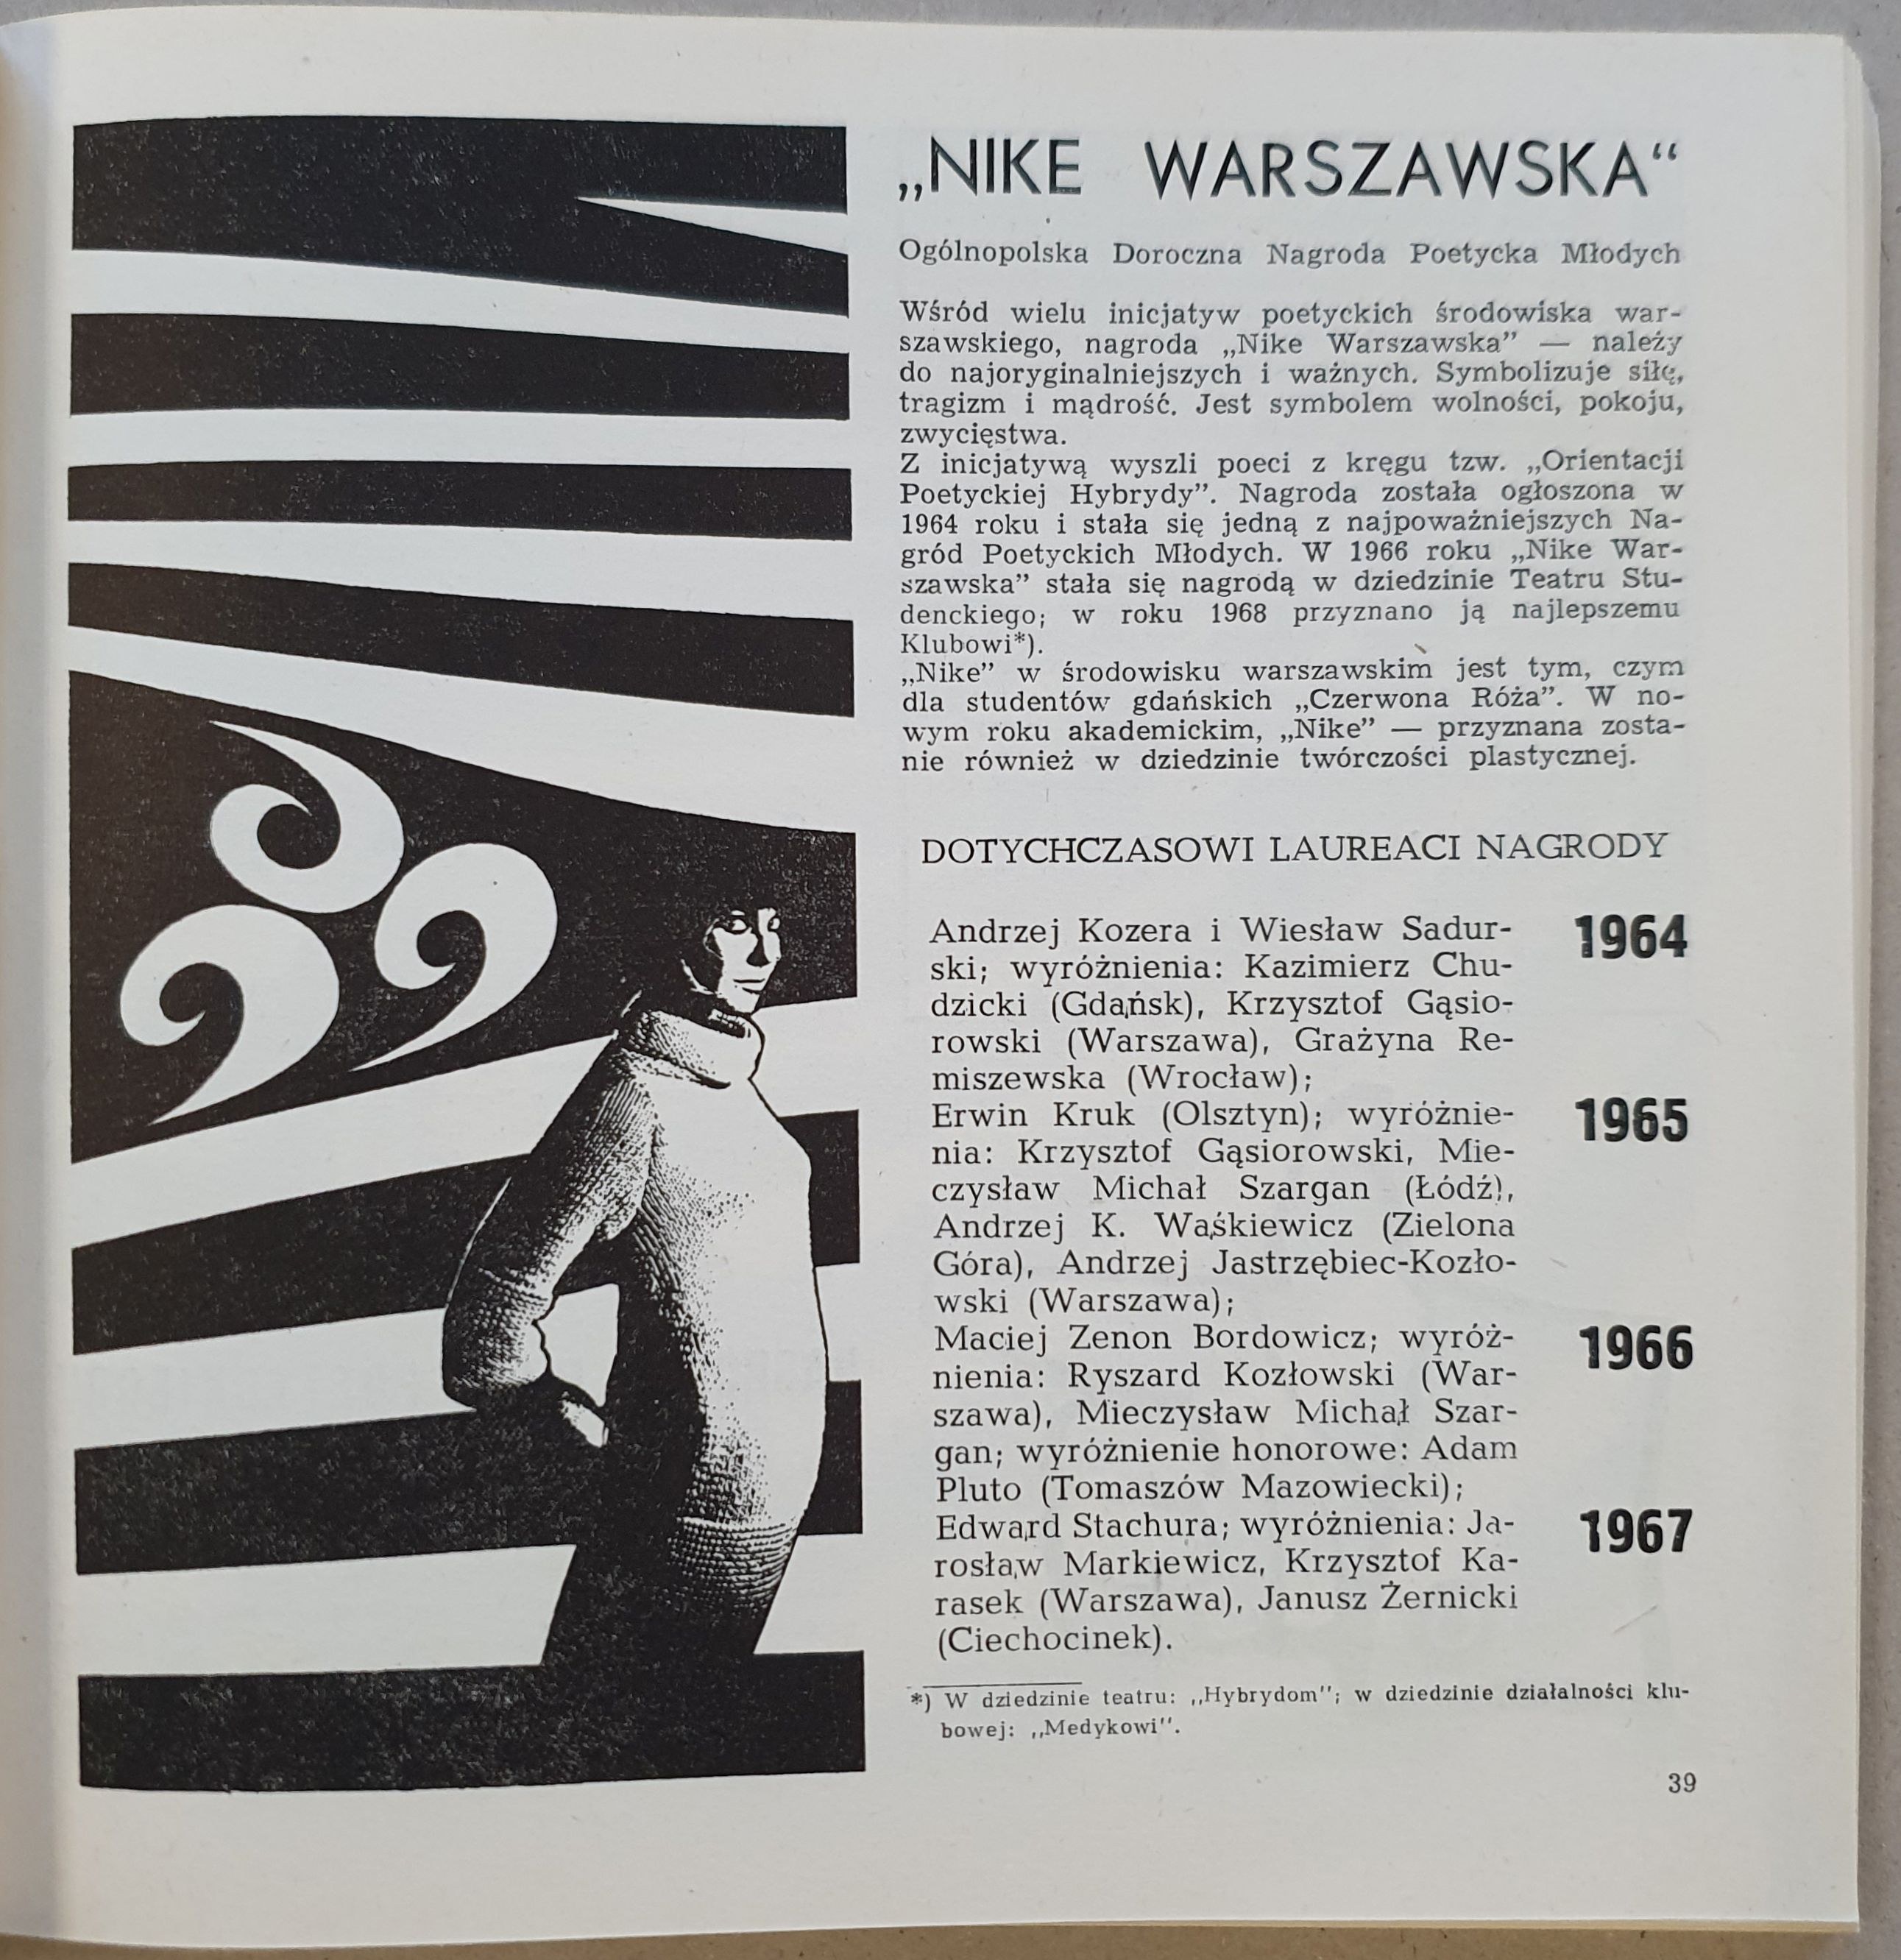 „NIKE WARSZAWSKA“
Ogólnopolska Doroczna Nagroda Poetycka Młodych
Wśród wielu inicjatyw poetyckich środowiska war-
szawskiego, nagroda „Nike Warszawska” — należy
do najoryginalniejszych i ważnych. Symbolizuje siłę,
tragizm i mądrość. Jest symbolem wolności, pokoju,
zwycięstwa.
Z inicjatywą wyszli poeci z kręgu tzw. „Orientacji
Poetyckiej Hybrydy”. Nagroda została ogłoszona w
1964 roku i stała się jedną z najpoważniejszych Na-
gród Poetyckich Młodych. W 1966 roku „Nike War-
szawska” stała się nagrodą w dziedzinie Teatru Stu-
denckiego; w roku 1968 przyznano ją najlepszemu
Klubowi*).
„Nike” w środowisku warszawskim jest tym, czym
dla studentów gdańskich „Czerwona Róża”. W no-
wym roku akademickim, „Nike” — przyznana zosta-
nie również w dziedzinie twórczości plastycznej.
DOTYCHCZASOWI LAUREACI NAGRODY
Andrzej Kozera i Wiesław Sadur- 1964
ski; wyróżnienia: Kazimierz Chu-
dzicki (Gdańsk), Krzysztof Gąsio-
rowski (Warszawa), Grażyna Re-
miszewska (Wrocław);
Erwin Kruk (Olsztyn); wyróżnie- 1965
nia: Krzysztof Gąsiorowski, Mie-
czysław Michał Szargan (Łódź),
Andrzej K. Waśkiewicz (Zielona
Góra), Andrzej Jastrzębiec-Kozło-
wski (Warszawa);
Maciej Zenon Bordowicz; wyróż- 1966
nienia: Ryszard Kozłowski (War-
szawa), Mieczysław Michał Szar-
gan; wyróżnienie honorowe: Adam
Pluto (Tomaszów Mazowiecki);
Edward Stachura; wyróżnienia: Ja- 1967
rosław Markiewicz, Krzysztof Ka-
rasek (Warszawa), Janusz Żernicki
(Ciechocinek).
*) W dziedzinie teatru: „Hybrydom”; w dziedzinie działalności klu-
bowej: „Medykowi”.
39